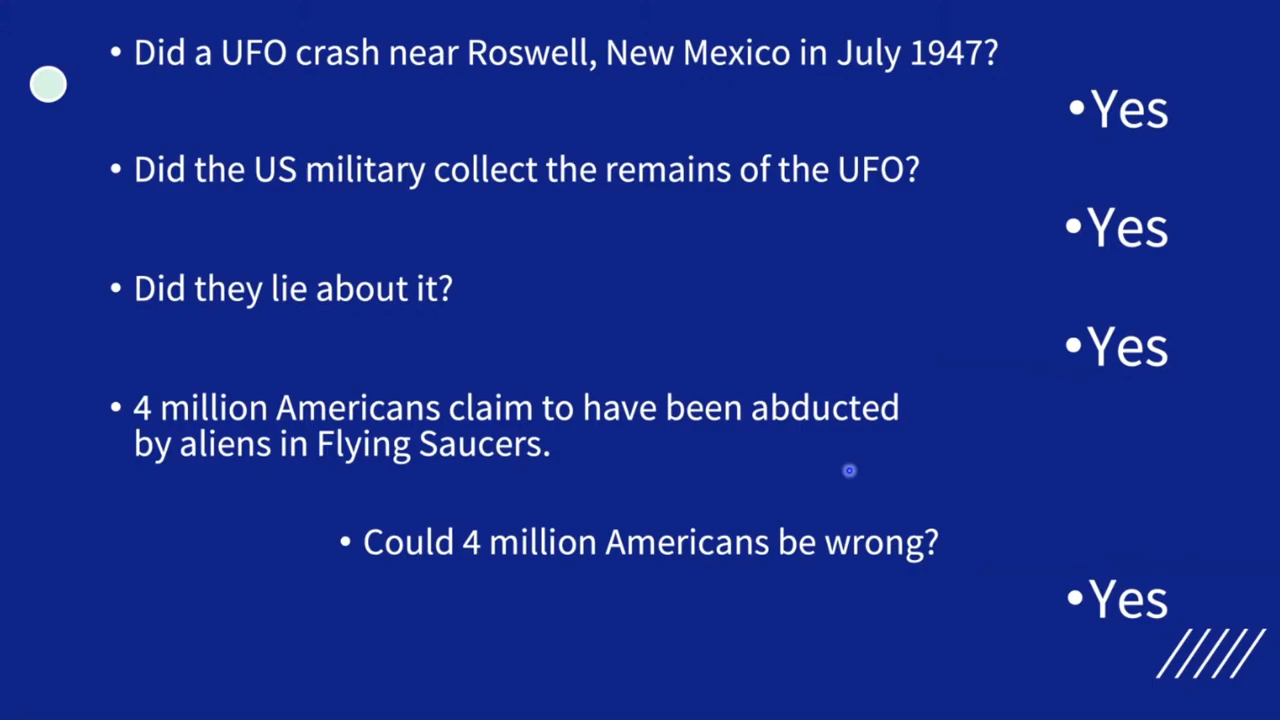 • Did a UFO crash near Roswell, New Mexico in July 1947?
• Yes
• Did the US military collect the remains of the UFO?
• Yes
• Did they lie about it?
• Yes
• 4 million Americans claim to have been abducted
by aliens in Flying Saucers.
• Could 4 million Americans be wrong?
• Yes